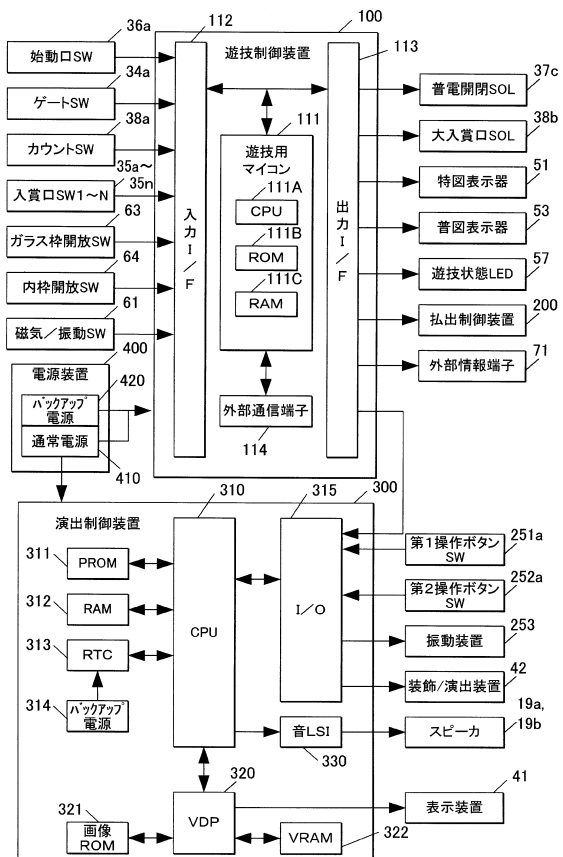 100
112
遊技制御装置
113
36a
始動口SW
34a
ゲートSW
38a
カウントSW
35a～
35n
入賞口SW1～N
63
ガラス枠開放SW
64
内枠開放SW
61
磁気／振動SW
入力I／F
111
遊技用
マイコン
111A
CPU
111B
ROM
111C
RAM
外部通信端子
114
出力I／F
37c
普電開閉SOL
38b
大入賞口SOL
51
特図表示器
53
普図表示器
57
遊技状態LED
200
払出制御装置
71
外部情報端子
400
電源装置
420
バックアップ
電源
通常電源
410
300
演出制御装置
310
315
311
PROM
312
RAM
313
RTC
314
バックアップ
電源
CPU
I／O
第1操作ボタン
SW
251a
第2操作ボタン
SW
252a
振動装置
253
装飾/演出装置
42
音LSI
330
スピーカ
19a,
19b
320
VDP
321
画像
ROM
VRAM
322
表示装置
41